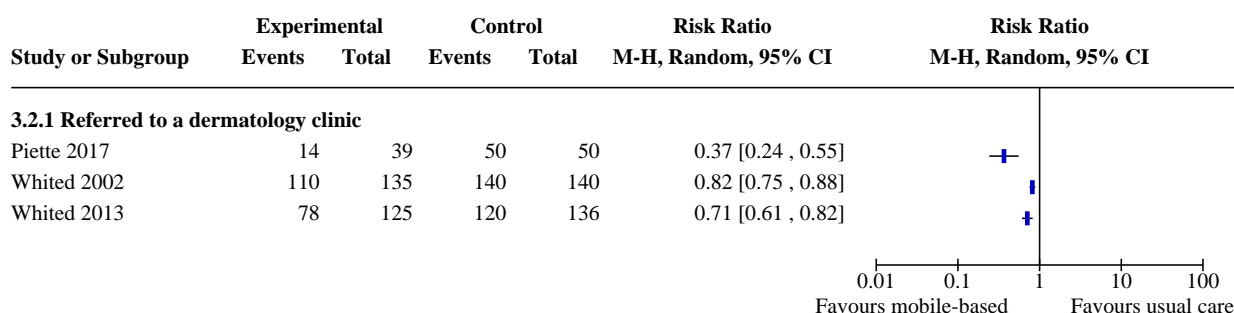 Experimental Control Risk Ratio Risk Ratio
Study or Subgroup Events Total Events Total M-H, Random, 95% CI M-H, Random, 95% CI
3.2.1 Referred to a dermatology clinic
Piette 2017 14 39 50 50 0.37 [0.24 , 0.55]
Whited 2002 110 135 140 140 0.82 [0.75 , 0.88]
Whited 2013 78 125 120 136 0.71 [0.61 , 0.82]
0.01 0.1 1 10 100
Favours mobile-based Favours usual care